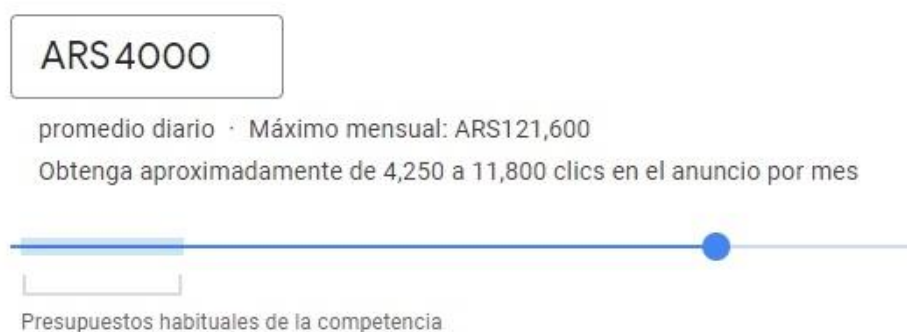 ARS4000
promedio diario · Máximo mensual: ARS121,600
Obtenga aproximadamente de 4,250 a 11,800 clics en el anuncio por mes
Presupuestos habituales de la competencia